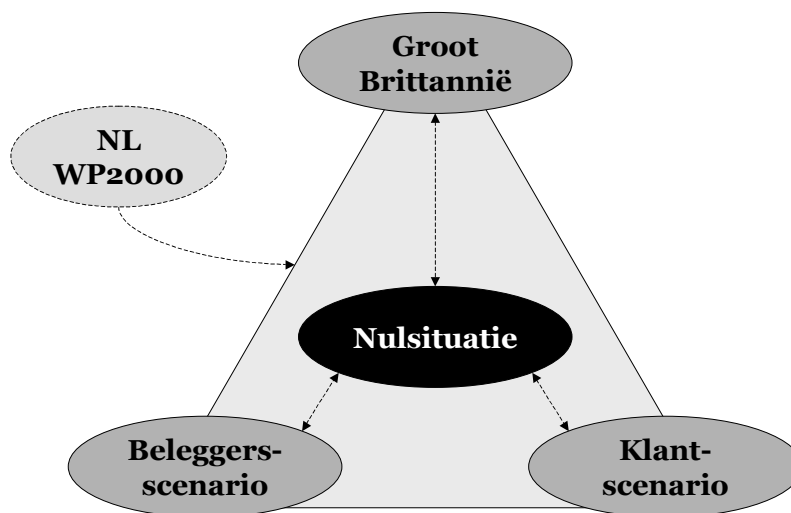 Groot
Brittannië
NL
WP2000
Nulsituatie
Beleggers-
scenario
Klant-
scenario